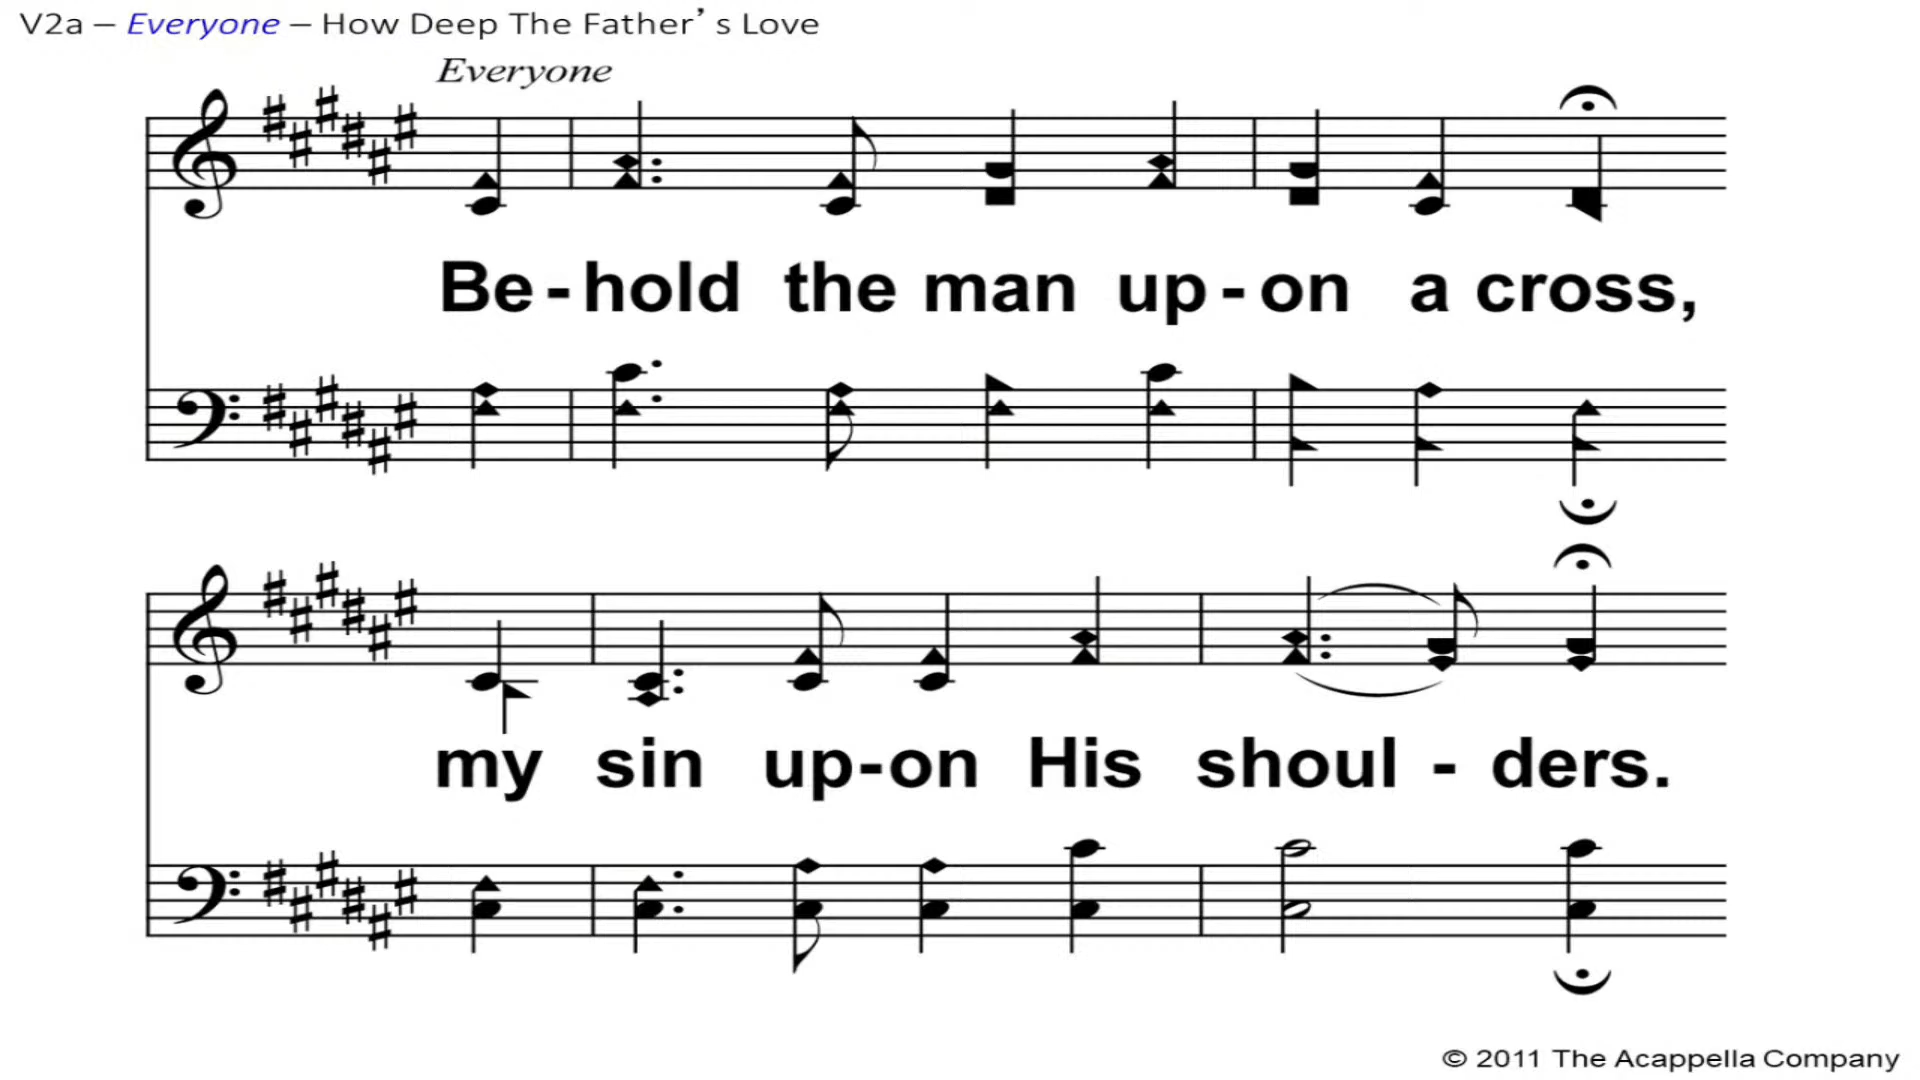 V2a – Everyone – How Deep The Father’s Love
Everyone
Be-hold the man up-on a cross,
my sin up-on His shoul - ders.
© 2011 The Acappella Company